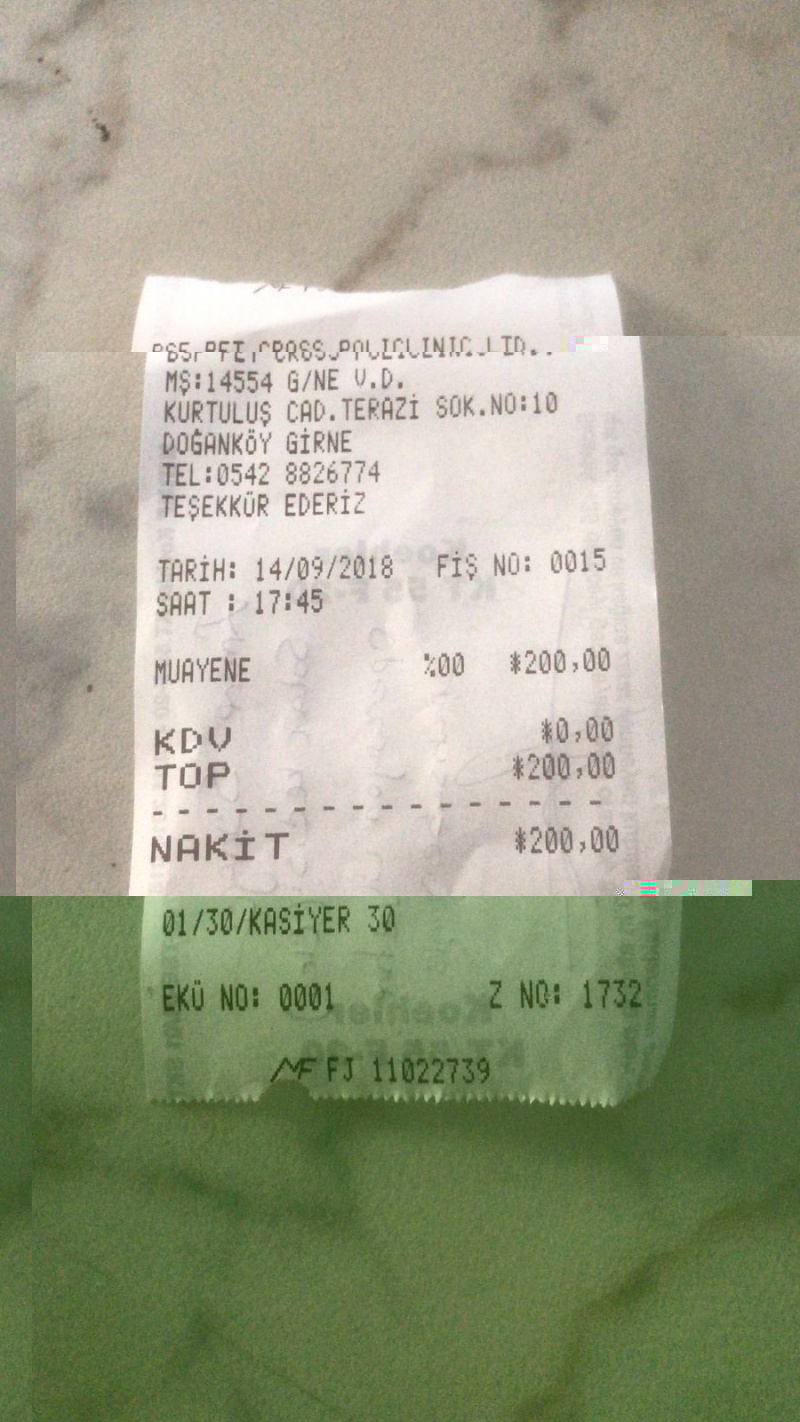 MŞ:14554 G/NE V.D.
KURTULUŞ CAD.TERAZİ SOK.NO:10
DOĞANKÖY GİRNE
TEL:0542 8826774
TEŞEKKÜR EDERİZ
TARİH: 14/09/2018 FİŞ NO: 0015
SAAT : 17:45
MUAYENE %00 *200,00
KDV *0,00
TOP *200,00
NAKİT *200,00
01/30/KASİYER 30
EKÜ NO: 0001 Z NO: 1732
MF FJ 11022739